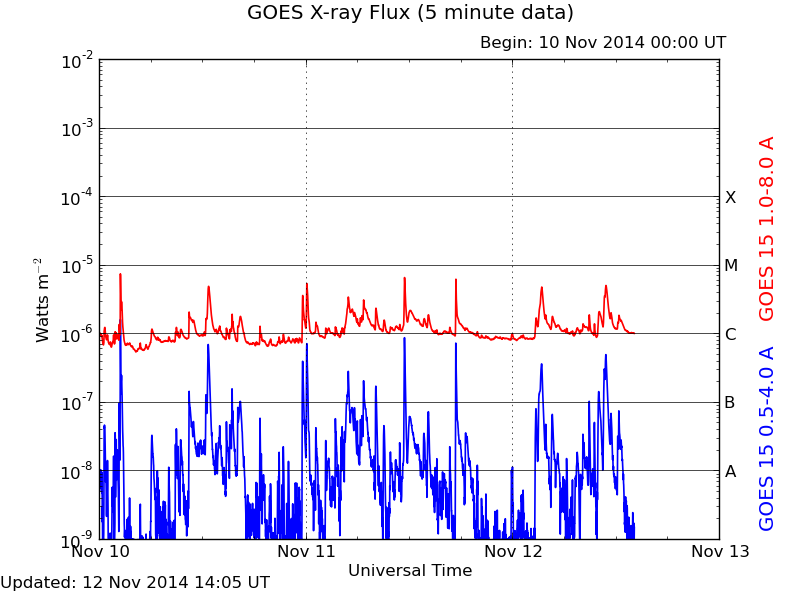 GOES X-ray Flux (5 minute data)
Begin: 10 Nov 2014 00:00 UT
10^-2
10^-3
10^-4
10^-5
10^-6
10^-7
10^-8
10^-9
Watts m^-2
X
M
C
B
A
GOES 15 1.0-8.0 A
GOES 15 0.5-4.0 A
Nov 10
Nov 11
Nov 12
Nov 13
Universal Time
Updated: 12 Nov 2014 14:05 UT